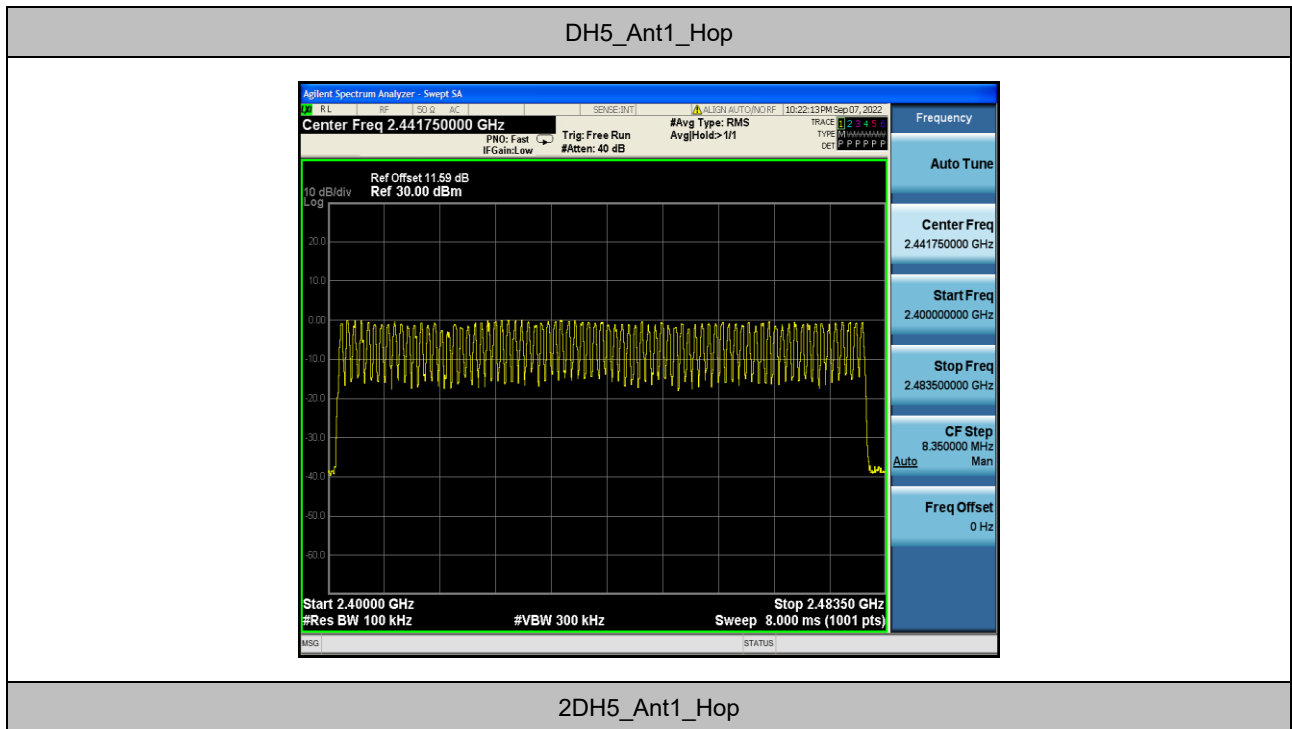 DH5_Ant1_Hop
Agilent Spectrum Analyzer - Swept SA
RL RF 50 Ω AC SENSE:INT ALIGN AUTO/NO RF 10:22:13 PM Sep 07, 2022
Center Freq 2.441750000 GHz
PNO: Fast
IFGain:Low
Trig: Free Run
#Atten: 40 dB
#Avg Type: RMS
Avg|Hold:>1/1
TRACE 1 2 3 4 5 6
TYPE M
DET P P P P P P
Ref Offset 11.59 dB
10 dB/div Ref 30.00 dBm
Log
20.0
10.0
0.00
-10.0
-20.0
-30.0
-40.0
-50.0
-60.0
Start 2.40000 GHz Stop 2.48350 GHz
#Res BW 100 kHz #VBW 300 kHz Sweep 8.000 ms (1001 pts)
MSG STATUS
Frequency
Auto Tune
Center Freq
2.441750000 GHz
Start Freq
2.400000000 GHz
Stop Freq
2.483500000 GHz
CF Step
8.350000 MHz
Auto Man
Freq Offset
0 Hz
2DH5_Ant1_Hop